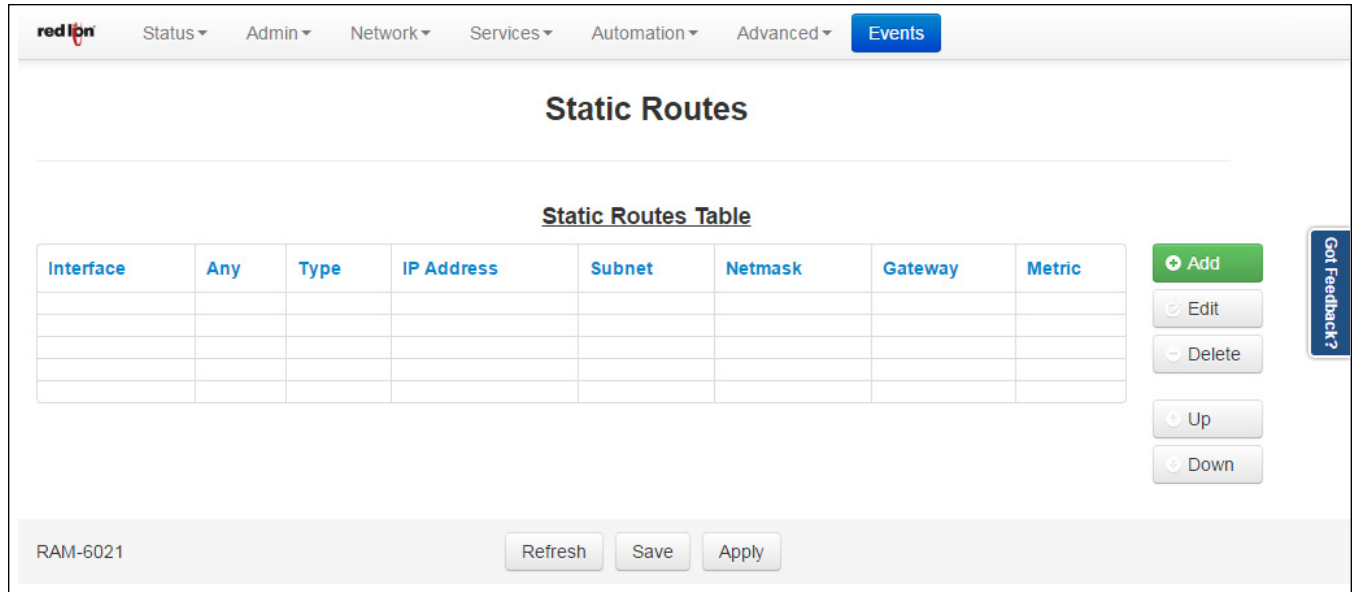 red lion Status Admin Network Services Automation Advanced Events
Static Routes
Static Routes Table
Interface Any Type IP Address Subnet Netmask Gateway Metric
Add
Edit
Delete
Up
Down
Got Feedback?
RAM-6021 Refresh Save Apply